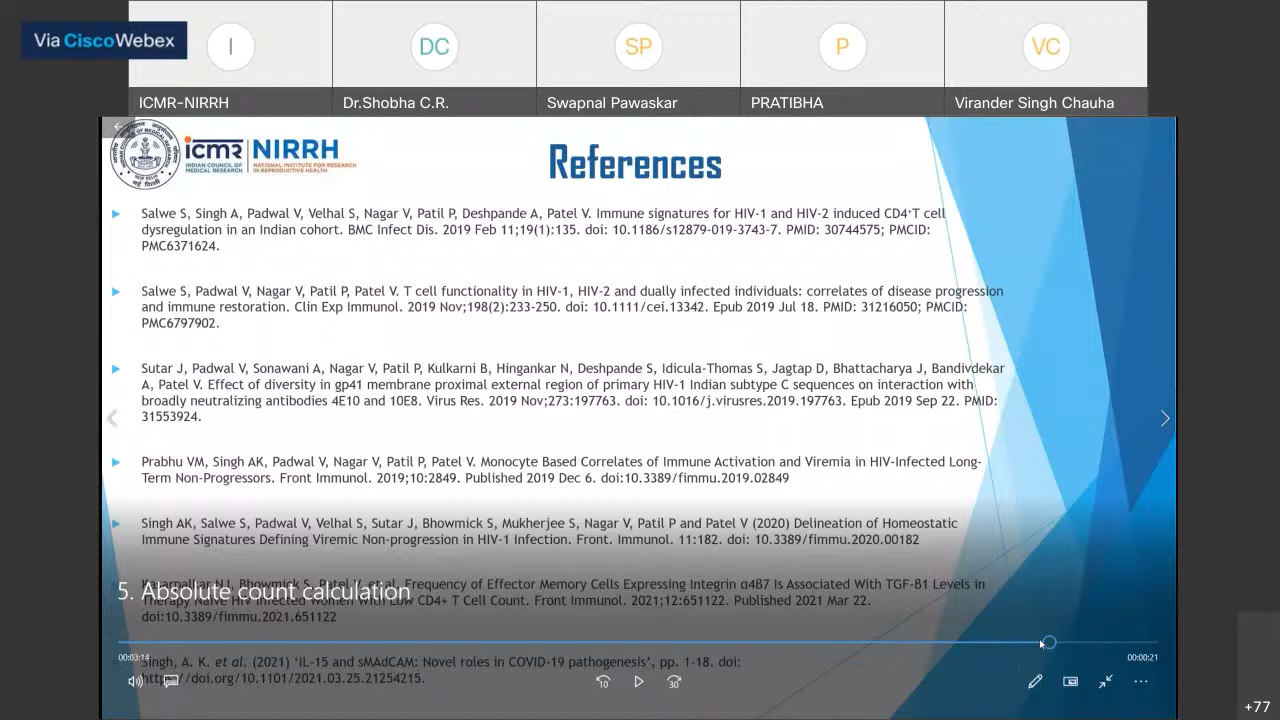 Via CiscoWebex
I
DC
SP
P
VC
ICMR-NIRRH
Dr.Shobha C.R.
Swapnal Pawaskar
PRATIBHA
Virander Singh Chauha
icmr NIRRH
INDIAN COUNCIL OF NATIONAL INSTITUTE FOR RESEARCH
MEDICAL RESEARCH IN REPRODUCTIVE HEALTH
References
Salwe S, Singh A, Padwal V, Velhal S, Nagar V, Patil P, Deshpande A, Patel V. Immune signatures for HIV-1 and HIV-2 induced CD4⁺T cell
dysregulation in an Indian cohort. BMC Infect Dis. 2019 Feb 11;19(1):135. doi: 10.1186/s12879-019-3743-7. PMID: 30744575; PMCID:
PMC6371624.
Salwe S, Padwal V, Nagar V, Patil P, Patel V. T cell functionality in HIV-1, HIV-2 and dually infected individuals: correlates of disease progression
and immune restoration. Clin Exp Immunol. 2019 Nov;198(2):233-250. doi: 10.1111/cei.13342. Epub 2019 Jul 18. PMID: 31216050; PMCID:
PMC6797902.
Sutar J, Padwal V, Sonawani A, Nagar V, Patil P, Kulkarni B, Hingankar N, Deshpande S, Idicula-Thomas S, Jagtap D, Bhattacharya J, Bandivdekar
A, Patel V. Effect of diversity in gp41 membrane proximal external region of primary HIV-1 Indian subtype C sequences on interaction with
broadly neutralizing antibodies 4E10 and 10E8. Virus Res. 2019 Nov;273:197763. doi: 10.1016/j.virusres.2019.197763. Epub 2019 Sep 22. PMID:
31553924.
Prabhu VM, Singh AK, Padwal V, Nagar V, Patil P, Patel V. Monocyte Based Correlates of Immune Activation and Viremia in HIV-Infected Long-
Term Non-Progressors. Front Immunol. 2019;10:2849. Published 2019 Dec 6. doi:10.3389/fimmu.2019.02849
Singh AK, Salwe S, Padwal V, Velhal S, Sutar J, Bhowmick S, Mukherjee S, Nagar V, Patil P and Patel V (2020) Delineation of Homeostatic
Immune Signatures Defining Viremic Non-progression in HIV-1 Infection. Front. Immunol. 11:182. doi: 10.3389/fimmu.2020.00182
NJ, Bhowmick S, Patel V, et al. Frequency of Effector Memory Cells Expressing Integrin α4β7 Is Associated With TGF-β1 Levels in
5. Absolute count calculation
Therapy Naïve HIV Infected Women With Low CD4+ T Cell Count. Front Immunol. 2021;12:651122. Published 2021 Mar 22.
doi:10.3389/fimmu.2021.651122
00:03:14
00:00:21
Singh, A. K. et al. (2021) ‘IL-15 and sMAdCAM: Novel roles in COVID-19 pathogenesis’, pp. 1–18. doi:
https://doi.org/10.1101/2021.03.25.21254215.
10
30
+77